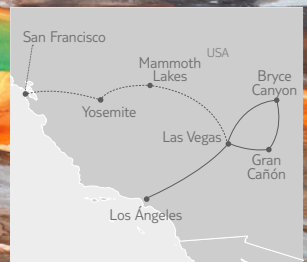 San Francisco
USA
Mammoth
Lakes
Bryce
Canyon
Yosemite
Las Vegas
Gran
Cañón
Los Ángeles